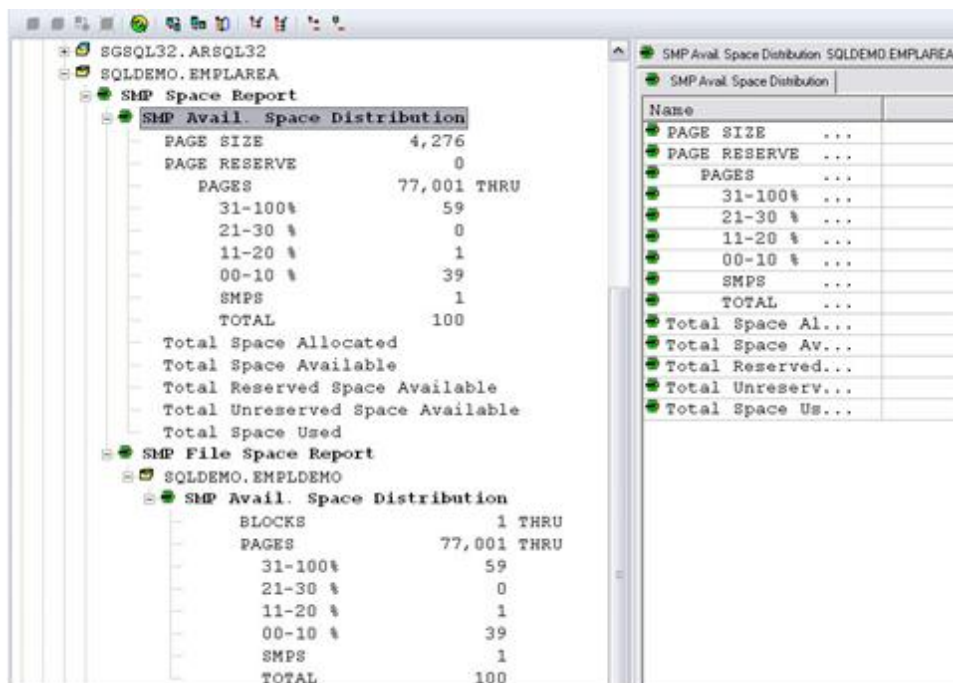 SGSQL32.ARSQL32
SQLDEMO.EMPLAREA
SMP Space Report
SMP Avail. Space Distribution
PAGE SIZE 4,276
PAGE RESERVE 0
PAGES 77,001 THRU
31-100% 59
21-30 % 0
11-20 % 1
00-10 % 39
SMPS 1
TOTAL 100
Total Space Allocated
Total Space Available
Total Reserved Space Available
Total Unreserved Space Available
Total Space Used
SMP File Space Report
SQLDEMO.EMPLDEMO
SMP Avail. Space Distribution
BLOCKS 1 THRU
PAGES 77,001 THRU
31-100% 59
21-30 % 0
11-20 % 1
00-10 % 39
SMPS 1
TOTAL 100
SMP Avail. Space Distribution SQLDEMO.EMPLAREA
SMP Avail. Space Distribution
Name
PAGE SIZE ...
PAGE RESERVE ...
PAGES ...
31-100% ...
21-30 % ...
11-20 % ...
00-10 % ...
SMPS ...
TOTAL ...
Total Space Al...
Total Space Av...
Total Reserved...
Total Unreserv...
Total Space Us...